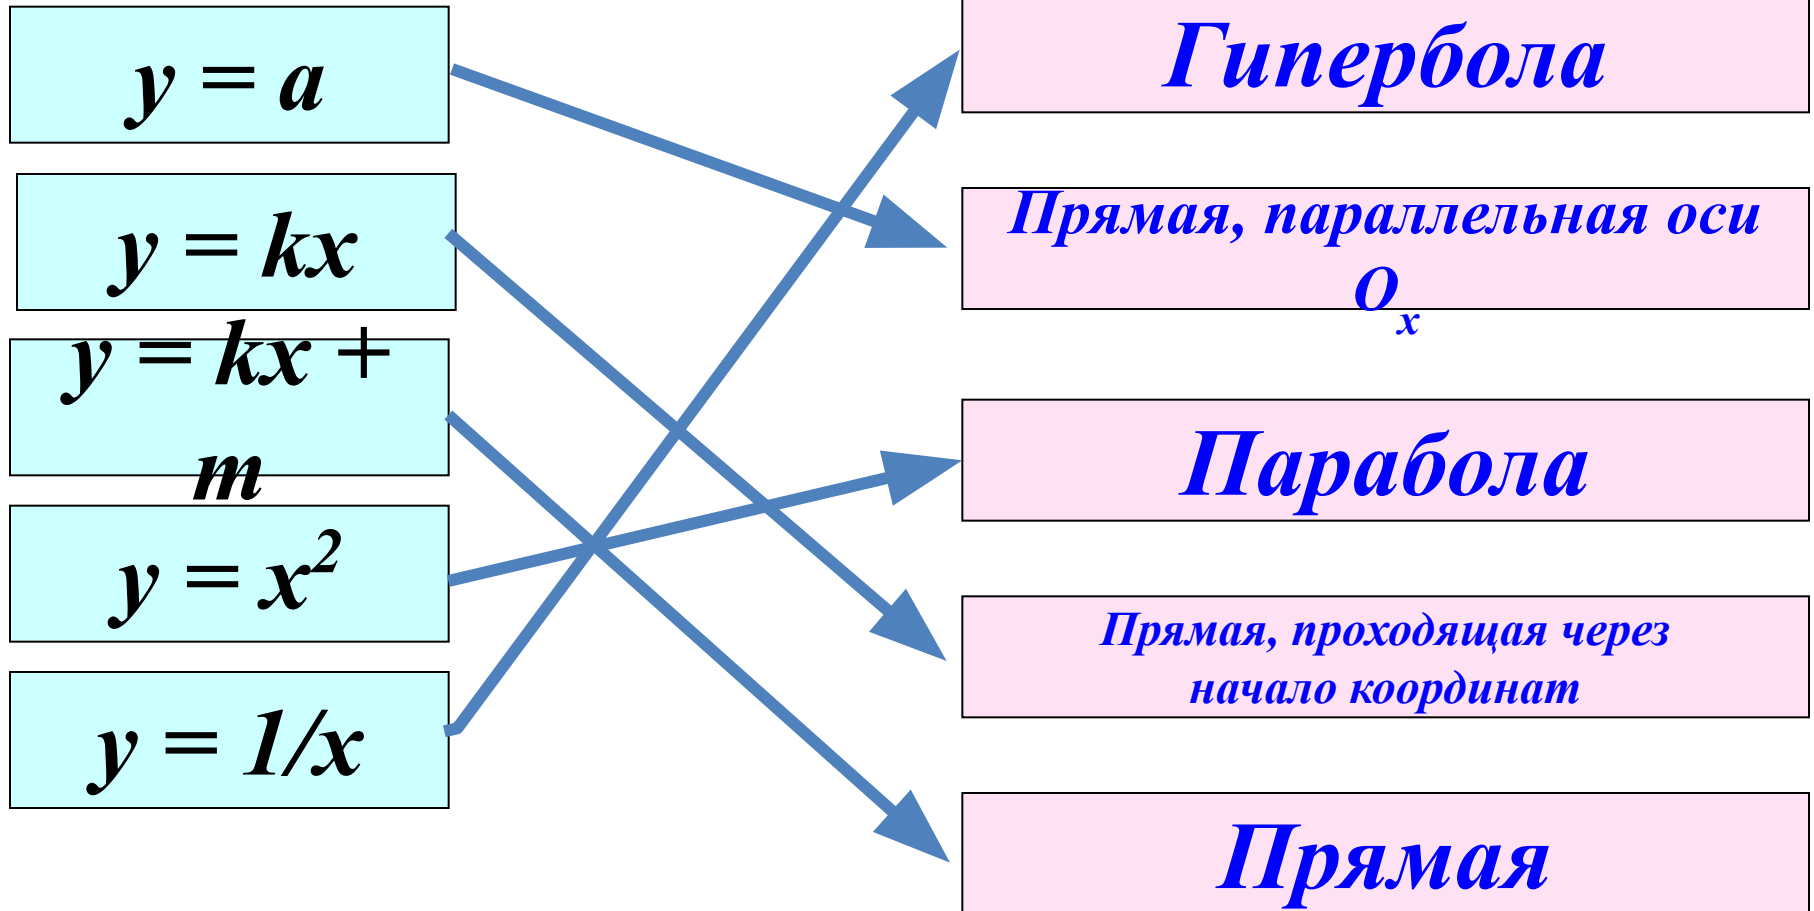 y = a
y = kx
y = kx +
m
y = x²
y = 1/x
Гипербола
Прямая, параллельная оси
Oₓ
Парабола
Прямая, проходящая через
начало координат
Прямая